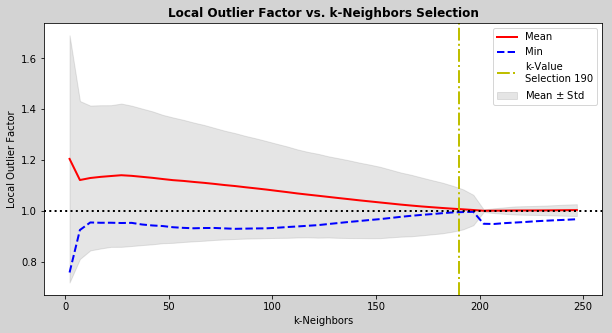 Local Outlier Factor vs. k-Neighbors Selection
Local Outlier Factor
1.6
1.4
1.2
1.0
0.8
Mean
Min
k-Value
Selection 190
Mean ± Std
0
50
100
150
200
250
k-Neighbors